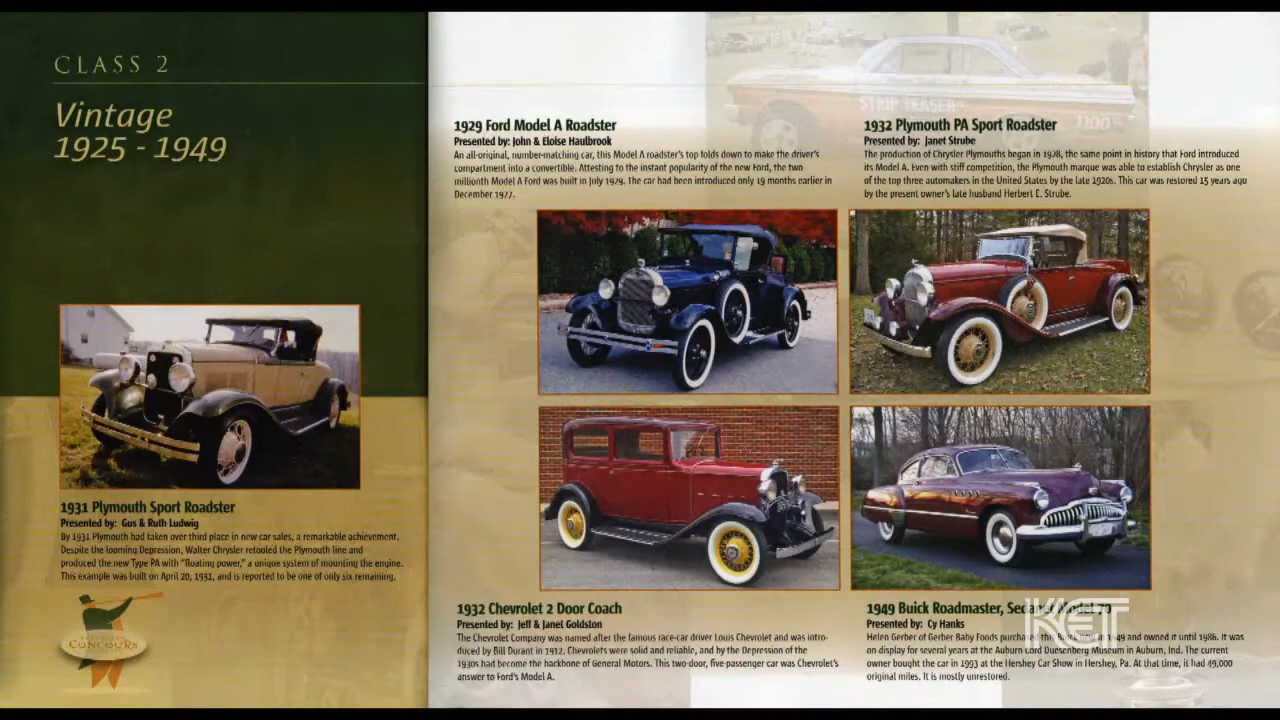 CLASS 2
Vintage
1925 - 1949
1931 Plymouth Sport Roadster
Presented by: Gus & Ruth Ludwig
By 1931 Plymouth had taken over third place in new car sales, a remarkable achievement.
Despite the looming Depression, Walter Chrysler retooled the Plymouth line and
produced the new Type PA with "floating power," a unique system of mounting the engine.
This example was built on April 20, 1931, and is reported to be one of only six remaining.
CONCOURS
1929 Ford Model A Roadster
Presented by: John & Eloise Haulbrook
An all-original, number-matching car, this Model A roadster's top folds down to make the driver's
compartment into a convertible. Attesting to the instant popularity of the new Ford, the two
millionth Model A Ford was built in July 1929. The car had been introduced only 19 months earlier in
December 1927.
STRIP TEASER
1100
1932 Plymouth PA Sport Roadster
Presented by: Janet Strube
The production of Chrysler Plymouths began in 1928, the same point in history that Ford introduced
its Model A. Even with stiff competition, the Plymouth marque was able to establish Chrysler as one
of the top three automakers in the United States by the late 1920s. This car was restored 15 years ago
by the present owner's late husband Herbert E. Strube.
1932 Chevrolet 2 Door Coach
Presented by: Jeff & Janet Goldston
The Chevrolet Company was named after the famous race-car driver Louis Chevrolet and was intro-
duced by Bill Durant in 1912. Chevrolets were solid and reliable, and by the Depression of the
1930s had become the backbone of General Motors. This two-door, five passenger car was Chevrolet's
answer to Ford's Model A.
1949 Buick Roadmaster, Sedanet Model 70
Presented by: Cy Hanks
Helen Gerber of Gerber Baby Foods purchased this 1949 and owned it until 1986. It was
on display for several years at the Auburn Cord Duesenberg Museum in Auburn, Ind. The current
owner bought the car in 1993 at the Hershey Car Show in Hershey, Pa. At that time, it had 49,000
original miles. It is mostly unrestored.
KET